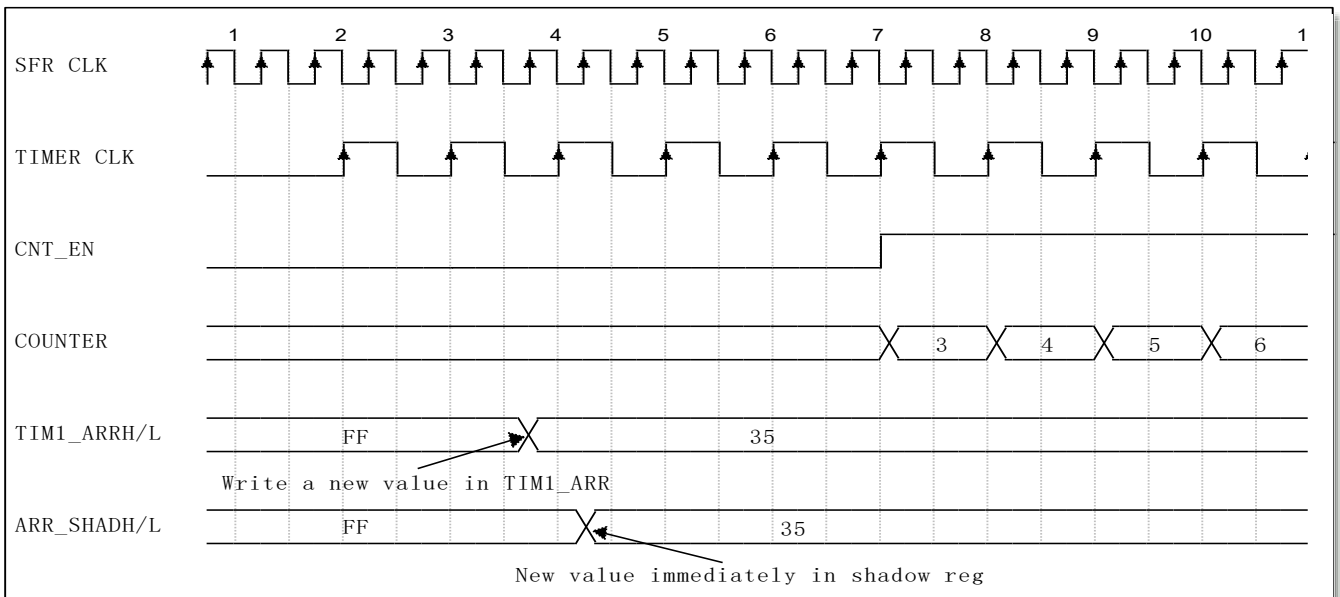 1 2 3 4 5 6 7 8 9 10 1
SFR CLK
TIMER CLK
CNT_EN
COUNTER 3 4 5 6
TIM1_ARRH/L FF 35
Write a new value in TIM1_ARR
ARR_SHADH/L FF 35
New value immediately in shadow reg